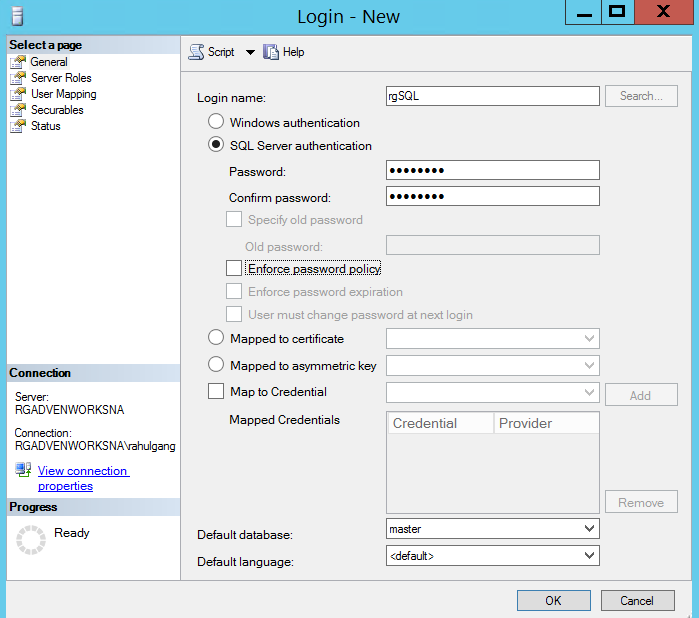 Login - New
Select a page
General
Server Roles
User Mapping
Securables
Status
Script
Help
Login name:
rgSQL
Search...
Windows authentication
SQL Server authentication
Password:
••••••••
Confirm password:
••••••••
Specify old password
Old password:
Enforce password policy
Enforce password expiration
User must change password at next login
Mapped to certificate
Mapped to asymmetric key
Map to Credential
Add
Mapped Credentials
Credential Provider
Remove
Default database:
master
Default language:
<default>
Connection
Server:
RGADVENWORKSNA
Connection:
RGADVENWORKSNA\rahulgang
View connection
properties
Progress
Ready
OK
Cancel